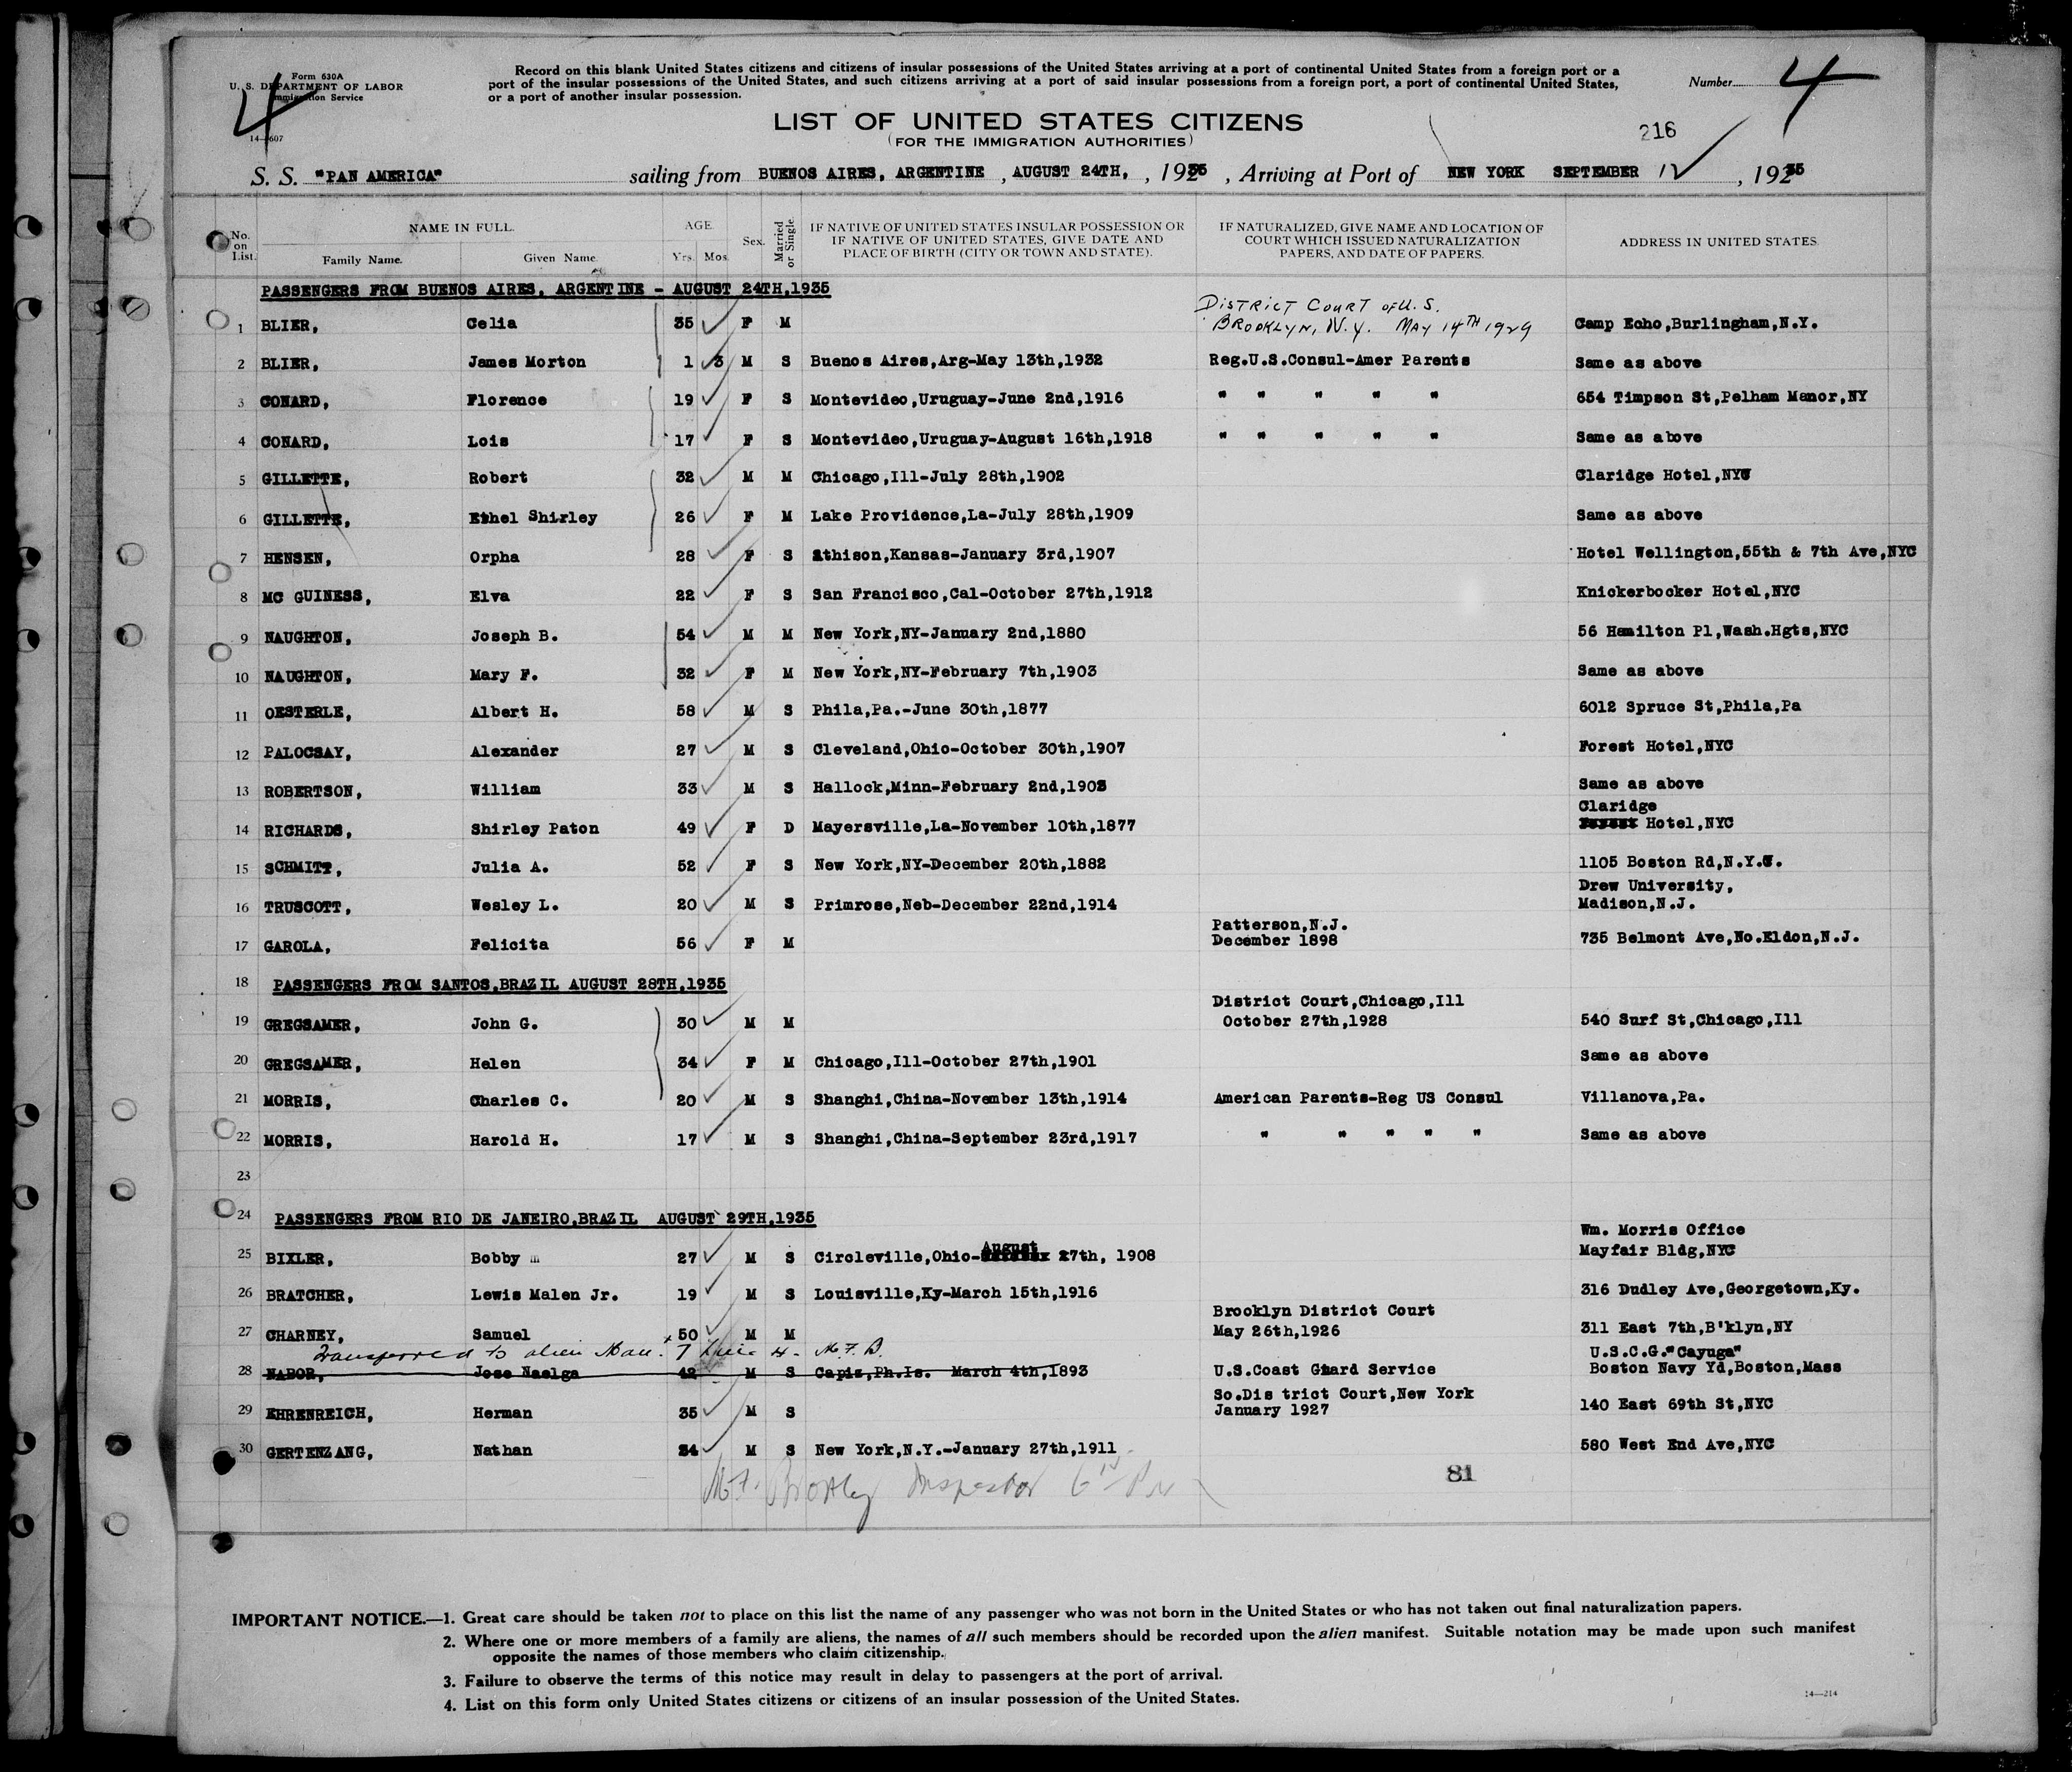 Form 630A
U. S. DEPARTMENT OF LABOR
Immigration Service
14—607
4
Record on this blank United States citizens and citizens of insular possessions of the United States arriving at a port of continental United States from a foreign port or a
port of the insular possessions of the United States, and such citizens arriving at a port of said insular possessions from a foreign port, a port of continental United States,
or a port of another insular possession.
Number 4
LIST OF UNITED STATES CITIZENS
(FOR THE IMMIGRATION AUTHORITIES)
216
S. S. "PAN AMERICA" sailing from BUENOS AIRES, ARGENTINE , AUGUST 24TH, , 1935 , Arriving at Port of NEW YORK SEPTEMBER 12 , 1935
No. on List. NAME IN FULL. Family Name. Given Name. AGE Yrs. Mos. Sex. Married or Single. IF NATIVE OF UNITED STATES INSULAR POSSESSION OR IF NATIVE OF UNITED STATES, GIVE DATE AND PLACE OF BIRTH (CITY OR TOWN AND STATE). IF NATURALIZED, GIVE NAME AND LOCATION OF COURT WHICH ISSUED NATURALIZATION PAPERS, AND DATE OF PAPERS. ADDRESS IN UNITED STATES
PASSENGERS FROM BUENOS AIRES, ARGENTINE - AUGUST 24TH,1935
DISTRICT COURT OF U.S.
1 BLIER, Celia 35 F M BROOKLYN, N.Y. MAY 14TH 1929 Camp Echo,Burlingham,N.Y.
2 BLIER, James Morton 1 3 M S Buenos Aires,Arg-May 13th,1932 Reg.U.S.Consul-Amer Parents Same as above
3 CONARD, Florence 19 F S Montevideo,Uruguay-June 2nd,1916 " " " " " 654 Timpson St,Pelham Manor,NY
4 CONARD, Lois 17 F S Montevideo,Uruguay-August 16th,1918 " " " " " Same as above
5 GILLETTE, Robert 32 M M Chicago,Ill-July 28th,1902 Claridge Hotel,NYC
6 GILLETTE, Ethel Shirley 26 F M Lake Providence,La-July 28th,1909 Same as above
7 HENSEN, Orpha 28 F S Athison,Kansas-January 3rd,1907 Hotel Wellington,55th & 7th Ave,NYC
8 MC GUINESS, Elva 22 F S San Francisco,Cal-October 27th,1912 Knickerbocker Hotel,NYC
9 NAUGHTON, Joseph B. 54 M M New York,NY-January 2nd,1880 56 Hamilton Pl,Wash.Hgts,NYC
10 NAUGHTON, Mary F. 32 F M New York,NY-February 7th,1903 Same as above
11 OESTERLE, Albert H. 58 M S Phila,Pa.-June 30th,1877 6012 Spruce St,Phila,Pa
12 PALOCSAY, Alexander 27 M S Cleveland,Ohio-October 30th,1907 Forest Hotel,NYC
13 ROBERTSON, William 33 M S Hallock,Minn-February 2nd,1902 Same as above
Claridge
14 RICHARDS, Shirley Paton 49 F D Mayersville,La-November 10th,1877 Forest Hotel,NYC
15 SCHMITT, Julia A. 52 F S New York,NY-December 20th,1882 1105 Boston Rd,N.Y.C.
Drew University,
16 TRUSCOTT, Wesley L. 20 M S Primrose,Neb-December 22nd,1914 Madison,N.J.
Patterson,N.J.
17 GAROLA, Felicita 56 F M December 1898 735 Belmont Ave,No.Eldon,N.J.
18 PASSENGERS FROM SANTOS,BRAZIL AUGUST 28TH,1935
District Court,Chicago,Ill
19 GREGSAMER, John G. 30 M M October 27th,1928 540 Surf St,Chicago,Ill
20 GREGSAMER, Helen 34 F M Chicago,Ill-October 27th,1901 Same as above
21 MORRIS, Charles C. 20 M S Shanghi,China-November 13th,1914 American Parents-Reg US Consul Villanova,Pa.
22 MORRIS, Harold H. 17 M S Shanghi,China-September 23rd,1917 " " " " " Same as above
23
24 PASSENGERS FROM RIO DE JANEIRO,BRAZIL AUGUST 29TH,1935
Wm. Morris Office
August
25 BIXLER, Bobby m 27 M S Circleville,Ohio- 27th, 1908 Mayfair Bldg,NYC
26 BRATCHER, Lewis Malen Jr. 19 M S Louisville,Ky-March 15th,1916 316 Dudley Ave,Georgetown,Ky.
Brooklyn District Court
27 CHARNEY, Samuel 50 M M May 26th,1926 311 East 7th,B'klyn,NY
Transferred to alien Man. 7 Line 4. M.F.B.
U.S.C.G."Cayuga"
28 NABOR, Jose Naelga 42 M S Capiz,Ph.Is. March 4th,1893 U.S.Coast Guard Service Boston Navy Yd,Boston,Mass
So.Dis trict Court,New York
29 EHRENREICH, Herman 35 M S January 1927 140 East 69th St,NYC
30 GERTENZANG, Nathan 24 M S New York,N.Y.-January 27th,1911 580 West End Ave,NYC
81
Inspector
IMPORTANT NOTICE.—1. Great care should be taken not to place on this list the name of any passenger who was not born in the United States or who has not taken out final naturalization papers.
2. Where one or more members of a family are aliens, the names of all such members should be recorded upon the alien manifest. Suitable notation may be made upon such manifest
opposite the names of those members who claim citizenship.
3. Failure to observe the terms of this notice may result in delay to passengers at the port of arrival.
4. List on this form only United States citizens or citizens of an insular possession of the United States.
14—214